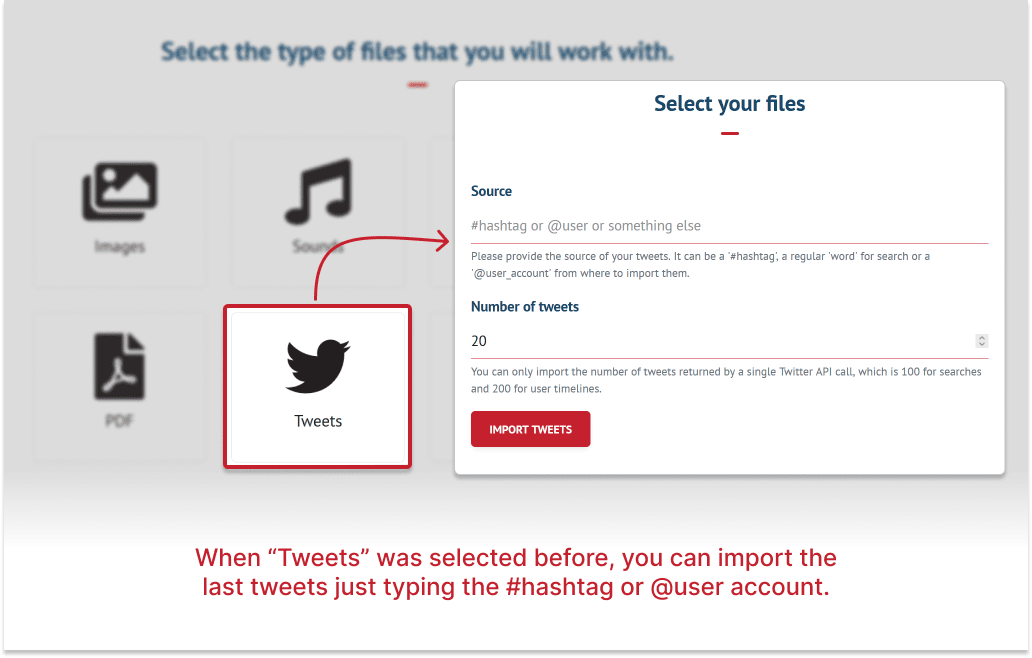 Select the type of files that you will work with.
Select your files
Images
Sounds
Source
#hashtag or @user or something else
Please provide the source of your tweets. It can be a '#hashtag', a regular 'word' for search or a
'@user_account' from where to import them.
Number of tweets
20
You can only import the number of tweets returned by a single Twitter API call, which is 100 for searches
and 200 for user timelines.
IMPORT TWEETS
PDF
Tweets
When “Tweets” was selected before, you can import the
last tweets just typing the #hashtag or @user account.